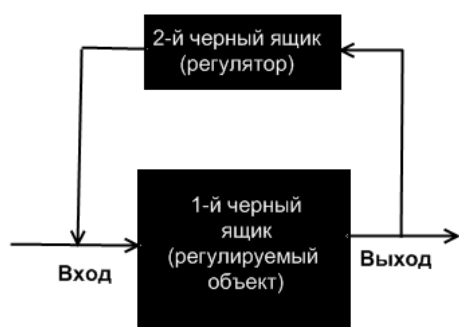 2-й черный ящик
(регулятор)
1-й черный
ящик
(регулируемый
объект)
Вход
Выход